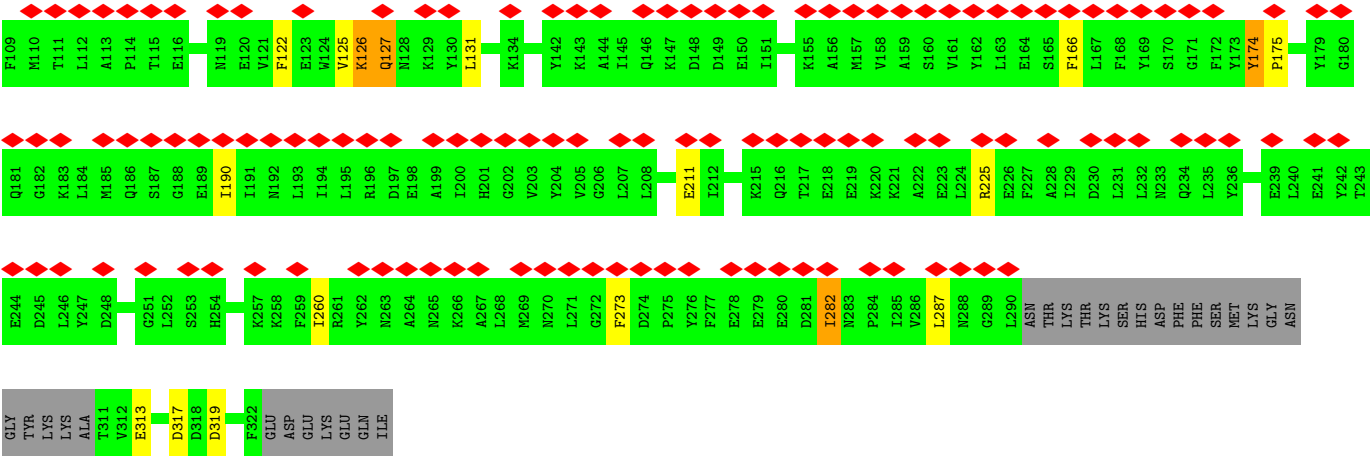 F109 M110 T111 L112 A113 P114 T115 E116 N119 E120 V121 F122 E123 W124 V125 K126 Q127 N128 K129 Y130 L131 K134 Y142 K143 A144 I145 Q146 K147 D148 D149 E150 I151 K155 A156 M157 V158 A159 S160 V161 Y162 L163 E164 S165 F166 L167 F168 Y169 S170 G171 F172 Y173 Y174 P175 Y179 G180
Q181 G182 K183 L184 M185 Q186 S187 G188 E189 I190 I191 N192 L193 I194 L195 R196 D197 E198 A199 I200 H201 G202 V203 Y204 V205 G206 L207 L208 E211 I212 K215 Q216 T217 E218 E219 K220 K221 A222 E223 L224 R225 E226 F227 A228 I229 D230 L231 L232 N233 Q234 L235 Y236 E239 L240 E241 Y242 T243
E244 D245 L246 Y247 D248 G251 L252 S253 H254 K257 K258 F259 I260 R261 Y262 N263 A264 N265 K266 A267 L268 M269 N270 L271 G272 F273 D274 P275 Y276 F277 E278 E279 E280 D281 I282 N283 P284 I285 V286 L287 N288 G289 L290 ASN THR LYS THR LYS SER HIS ASP PHE PHE SER MET LYS GLY ASN
GLY TYR LYS LYS ALA T311 V312 E313 D317 D318 D319 F322 GLU ASP GLU LYS GLU GLN ILE